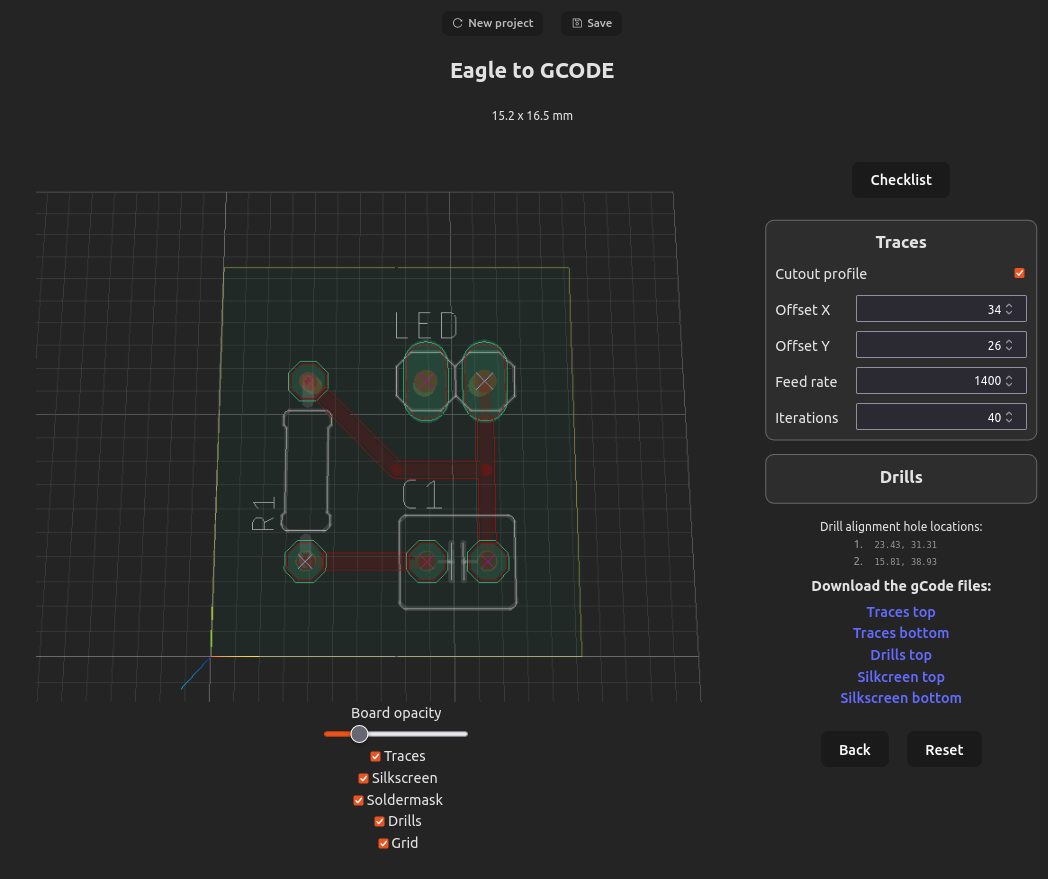 New project
Save
Eagle to GCODE
15.2 x 16.5 mm
Checklist
Traces
Cutout profile
Offset X 34
Offset Y 26
Feed rate 1400
Iterations 40
Drills
Drill alignment hole locations:
1. 23.43, 31.31
2. 15.81, 38.93
Download the gCode files:
Traces top
Traces bottom
Drills top
Silkcreen top
Silkscreen bottom
Back
Reset
LED
C1
R1
Board opacity
Traces
Silkscreen
Soldermask
Drills
Grid